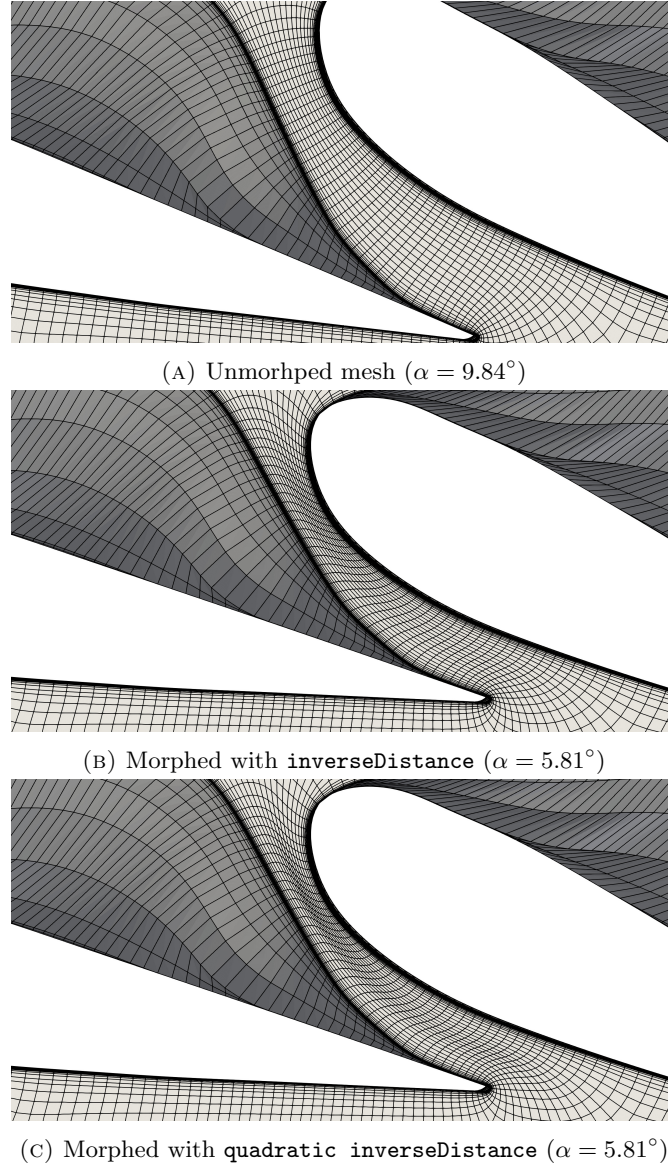 (A) Unmorhped mesh (α = 9.84°)
(B) Morphed with inverseDistance (α = 5.81°)
(C) Morphed with quadratic inverseDistance (α = 5.81°)